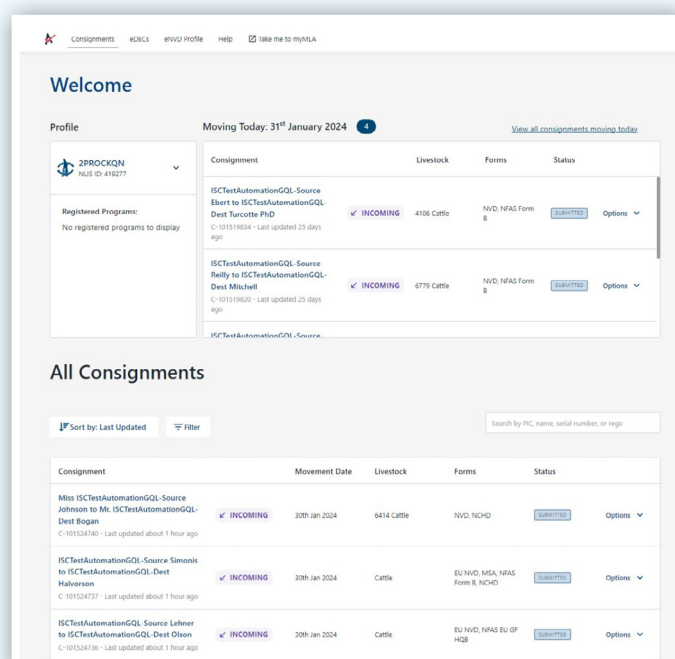 Consignments eDECs eNVD Profile Help Take me to myMLA
Welcome
Profile
Moving Today: 31st January 2024 4
View all consignments moving today
2PROCKQN
NLIS ID: 419277
Registered Programs:
No registered programs to display
Consignment Livestock Forms Status
ISCTestAutomationGQL-Source
Ebert to ISCTestAutomationGQL-
Dest Turcotte PhD
C-101519834 - Last updated 25 days
ago
INCOMING
4106 Cattle
NVD, NFAS Form
B
SUBMITTED
Options
ISCTestAutomationGQL-Source
Reilly to ISCTestAutomationGQL-
Dest Mitchell
C-101519820 - Last updated 25 days
ago
INCOMING
6779 Cattle
NVD, NFAS Form
B
SUBMITTED
Options
ISCTestAutomationGQL-Source
All Consignments
Sort by: Last Updated
Filter
Search by PIC, name, serial number, or rego
Consignment Movement Date Livestock Forms Status
Miss ISCTestAutomationGQL-Source
Johnson to Mr. ISCTestAutomationGQL-
Dest Bogan
C-101524740 - Last updated about 1 hour ago
INCOMING
30th Jan 2024
6414 Cattle
NVD, NCHD
SUBMITTED
Options
ISCTestAutomationGQL-Source Simonis
to ISCTestAutomationGQL-Dest
Halvorson
C-101524737 - Last updated about 1 hour ago
INCOMING
30th Jan 2024
Cattle
EU NVD, MSA, NFAS
Form B, NCHD
SUBMITTED
Options
ISCTestAutomationGQL-Source Lehner
to ISCTestAutomationGQL-Dest Olson
C-101524736 - Last updated about 1 hour ago
INCOMING
30th Jan 2024
Cattle
EU NVD, NFAS EU GF
HQB
SUBMITTED
Options